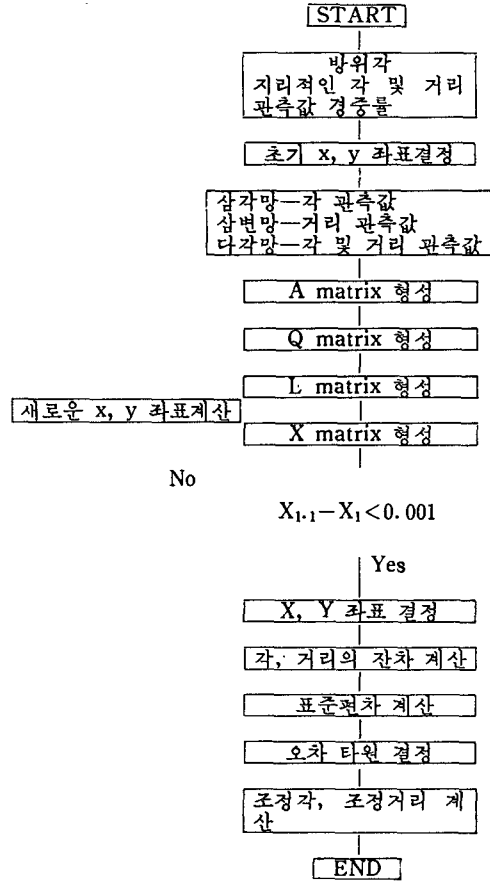 START
방위각
지리적인 각 및 거리
관측값 경중률
초기 x, y 좌표결정
삼각망—각 관측값
삼변망—거리 관측값
다각망—각 및 거리 관측값
A matrix 형성
Q matrix 형성
L matrix 형성
새로운 x, y 좌표계산
X matrix 형성
No
X₁.₁−X₁<0.001
Yes
X, Y 좌표 결정
각, 거리의 잔차 계산
표준편차 계산
오차 타원 결정
조정각, 조정거리 계
산
END